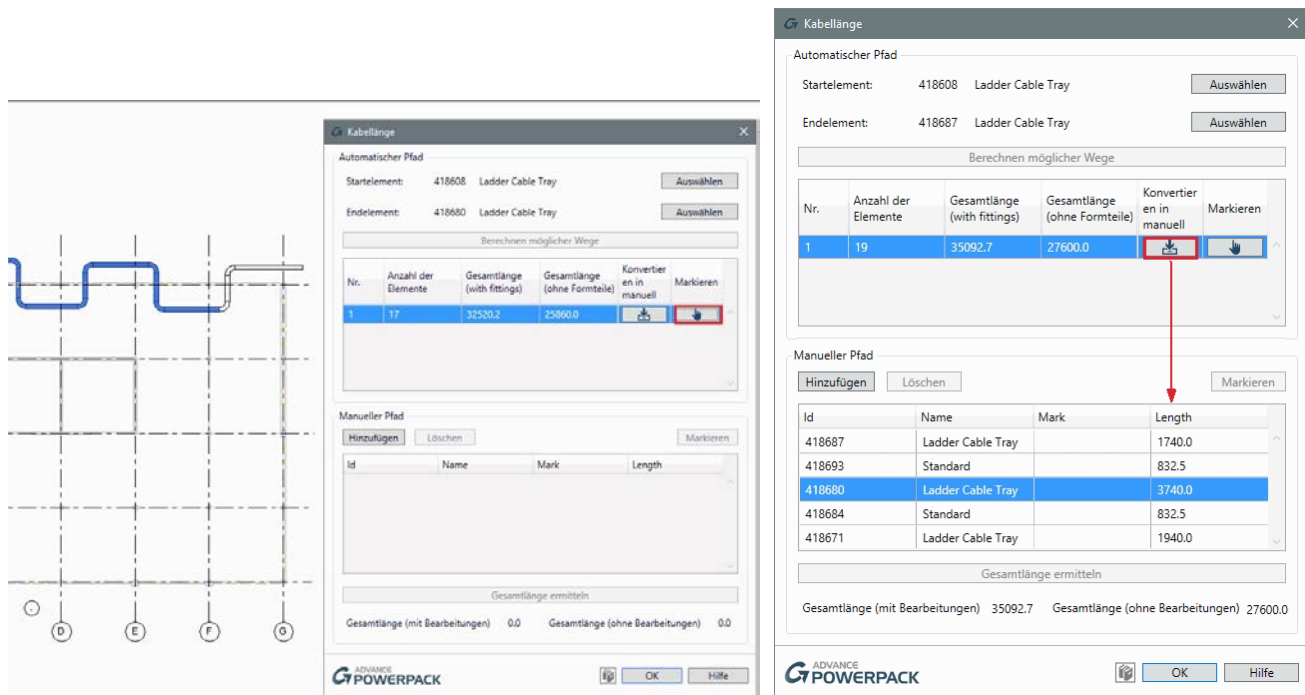 Kabellänge
Automatischer Pfad
Startelement: 418608 Ladder Cable Tray Auswählen
Endelement: 418680 Ladder Cable Tray Auswählen
Berechnen möglicher Wege
Nr. Anzahl der Elemente Gesamtlänge (with fittings) Gesamtlänge (ohne Formteile) Konvertier en in manuell Markieren
1 17 32520.2 25860.0
Manueller Pfad
Hinzufügen Löschen Markieren
Id Name Mark Length
Gesamtlänge ermitteln
Gesamtlänge (mit Bearbeitungen) 0.0 Gesamtlänge (ohne Bearbeitungen) 0.0
ADVANCE
POWERPACK
OK Hilfe
D E F G
Kabellänge
Automatischer Pfad
Startelement: 418608 Ladder Cable Tray Auswählen
Endelement: 418687 Ladder Cable Tray Auswählen
Berechnen möglicher Wege
Nr. Anzahl der Elemente Gesamtlänge (with fittings) Gesamtlänge (ohne Formteile) Konvertier en in manuell Markieren
1 19 35092.7 27600.0
Manueller Pfad
Hinzufügen Löschen Markieren
Id Name Mark Length
418687 Ladder Cable Tray 1740.0
418693 Standard 832.5
418680 Ladder Cable Tray 3740.0
418684 Standard 832.5
418671 Ladder Cable Tray 1940.0
Gesamtlänge ermitteln
Gesamtlänge (mit Bearbeitungen) 35092.7 Gesamtlänge (ohne Bearbeitungen) 27600.0
ADVANCE
POWERPACK
OK Hilfe